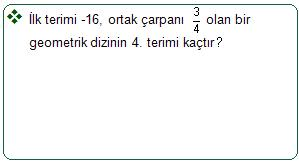 İlk terimi -16, ortak çarpanı 3/4 olan bir
geometrik dizinin 4. terimi kaçtır?